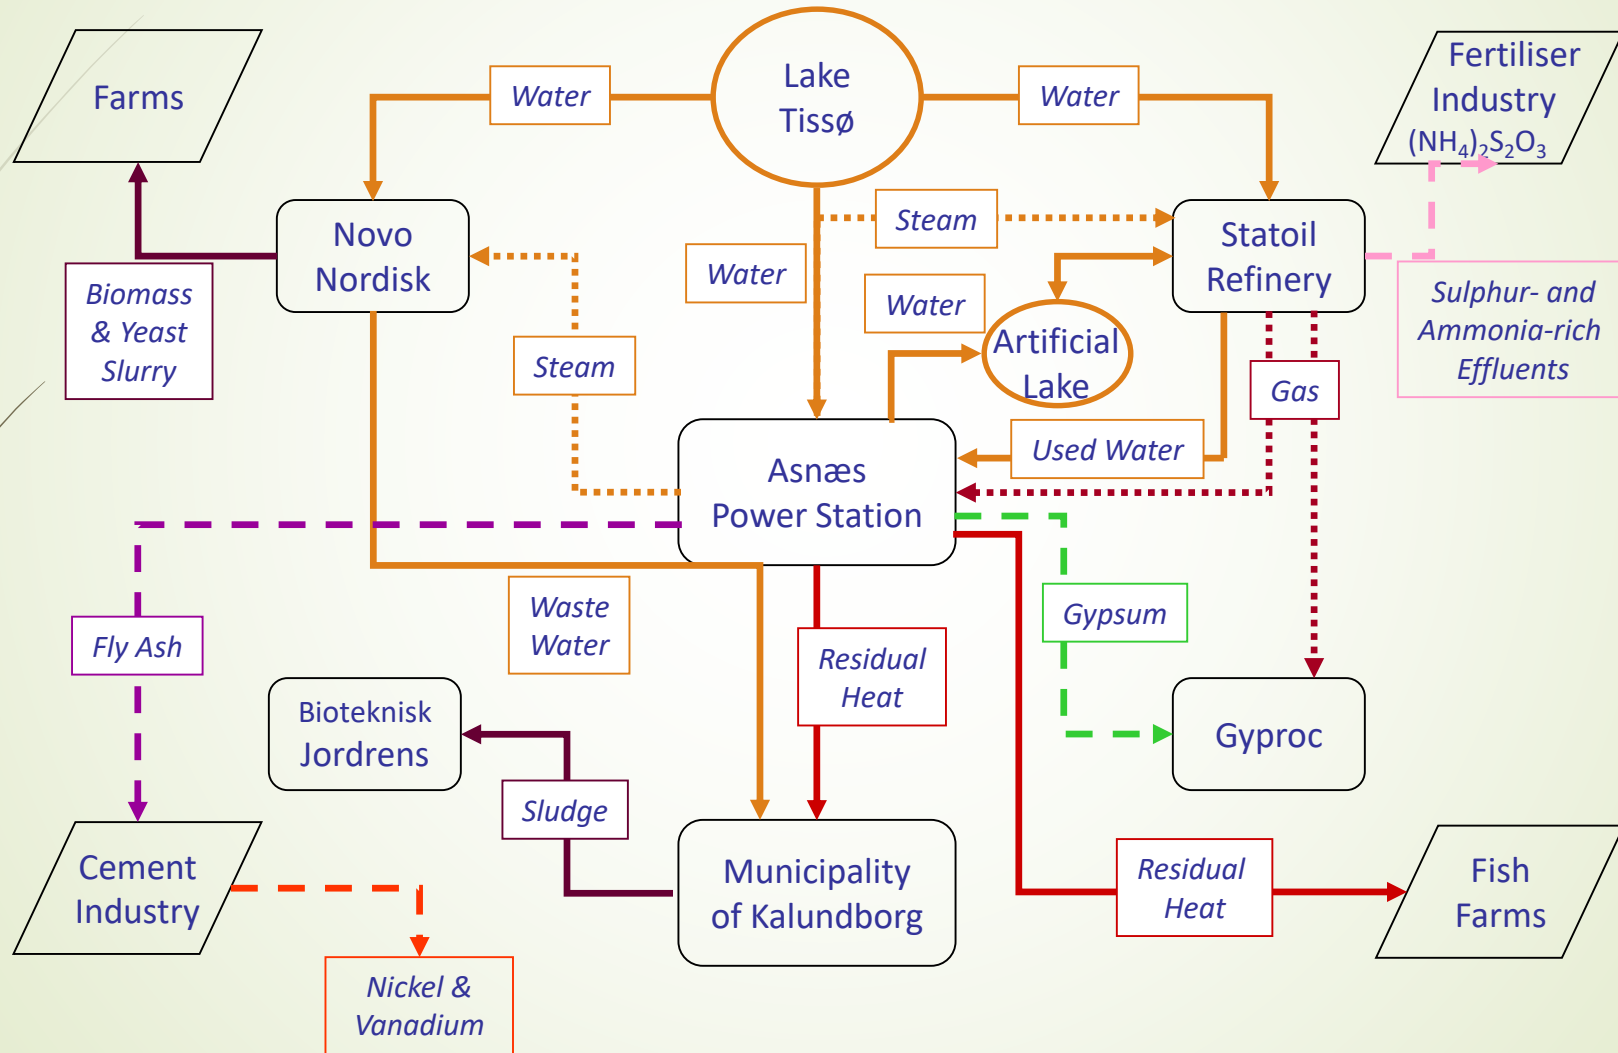 Farms
Water
Lake
Tissø
Water
Fertiliser
Industry
(NH₄)₂S₂O₃
Novo
Nordisk
Steam
Statoil
Refinery
Water
Biomass
& Yeast
Slurry
Water
Sulphur- and
Ammonia-rich
Effluents
Steam
Artificial
Lake
Gas
Used Water
Asnæs
Power Station
Waste
Water
Gypsum
Fly Ash
Residual
Heat
Bioteknisk
Jordrens
Gyproc
Sludge
Cement
Industry
Municipality
of Kalundborg
Residual
Heat
Fish
Farms
Nickel &
Vanadium